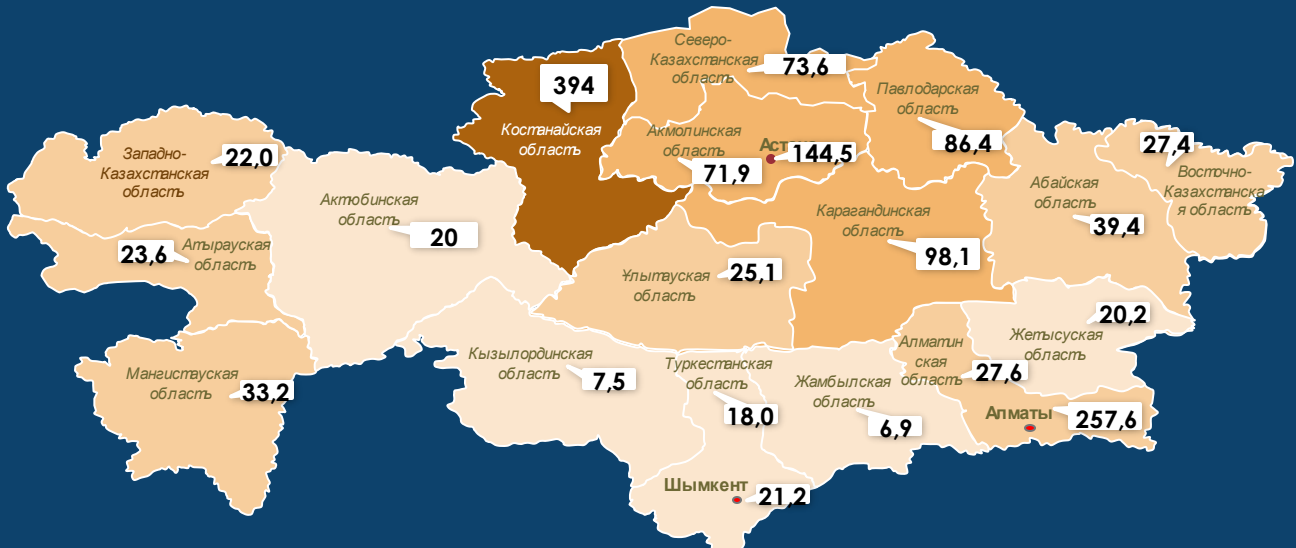 Северо-
Казахстанская
область
73,6
394
Костанайская
область
Павлодарская
область
86,4
Акмолинская
область
71,9
144,5
Западно-
Казахстанская
область
22,0
27,4
Восточно-
Казахстанска
я область
Абайская
область
39,4
Актюбинская
область
20
Карагандинская
область
98,1
Атырауская
область
23,6
Ұлытауская
область
25,1
20,2
Жетысуская
область
Алматин
ская
область
27,6
Кызылординская
область
7,5
Туркестанская
область
18,0
Жамбылская
область
6,9
Мангистауская
область
33,2
Алматы
257,6
Шымкент
21,2